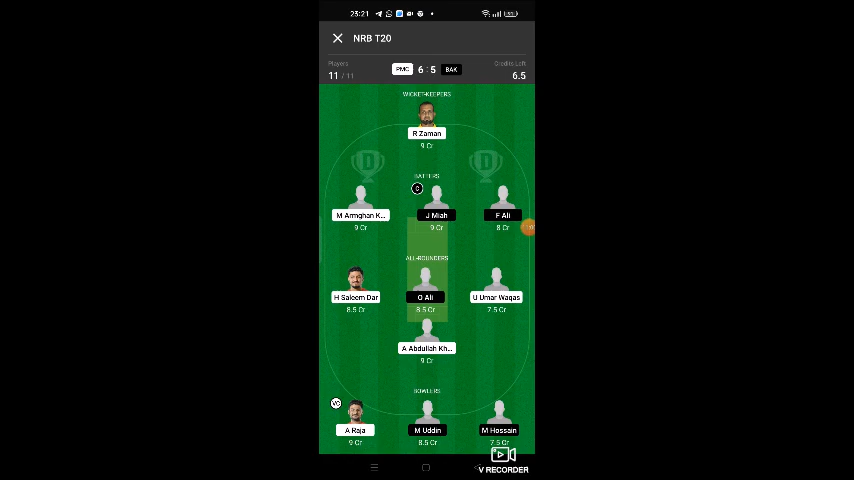 23:21
NRB T20
Players
Credits Left
11 / 11
PMC 6 : 5 BAK
6.5
WICKET-KEEPERS
R Zaman
9 Cr
BATTERS
C
M Armghan K... J Miah F Ali
9 Cr 9 Cr 8 Cr
ALL-ROUNDERS
H Saleem Dar O Ali U Umar Waqas
8.5 Cr 8.5 Cr 7.5 Cr
A Abdullah Kh...
9 Cr
BOWLERS
VC
A Raja M Uddin M Hossain
9 Cr 8.5 Cr 7.5 Cr
V RECORDER